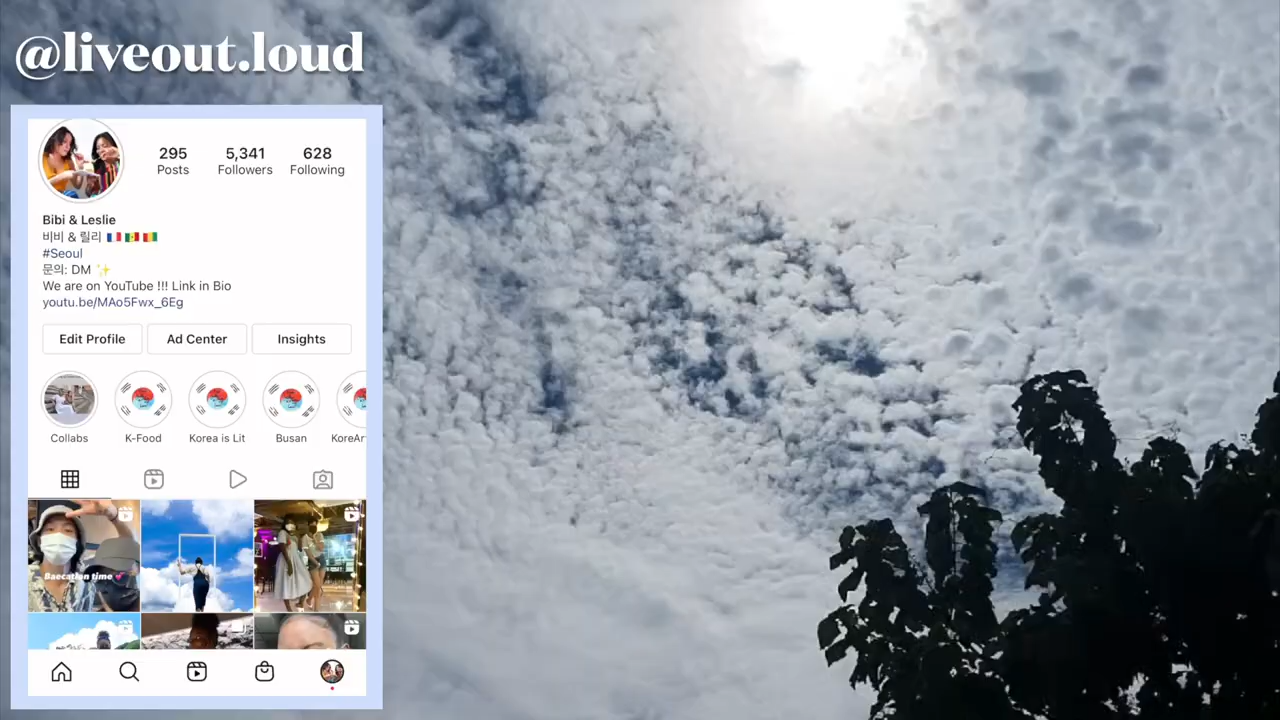 @liveout.loud
295
5,341
628
Posts
Followers
Following
Bibi & Leslie
비비 & 릴리
#Seoul
문의: DM
We are on YouTube !!! Link in Bio
youtu.be/MAo5Fwx_6Eg
Edit Profile
Ad Center
Insights
Collabs
K-Food
Korea is Lit
Busan
KoreAr
Baecation time